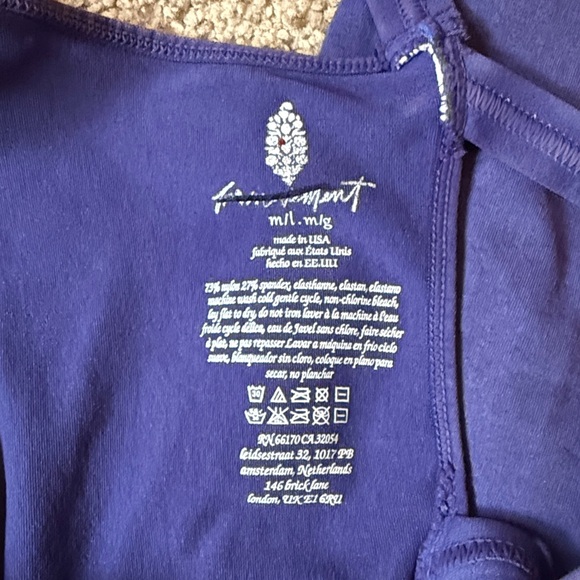 m/l . m/g
made in USA
fabriqué aux États Unis
hecho en EE.UU
73% nylon 27% spandex, elasthanne, elastan, elastano
machine wash cold gentle cycle, non-chlorine bleach,
lay flat to dry, do not iron laver à la machine à l'eau
froide cycle délica, eau de Javel sans chlore, faire sécher
à plat, ne pas repasser Lavar a máquina en frio ciclo
suave, blanqueador sin cloro, coloque en plano para
secar, no planchar
30
RN 66170 CA 32054
leidsestraat 32, 1017 PB
amsterdam, Netherlands
146 brick lane
london, UK E1 6RU